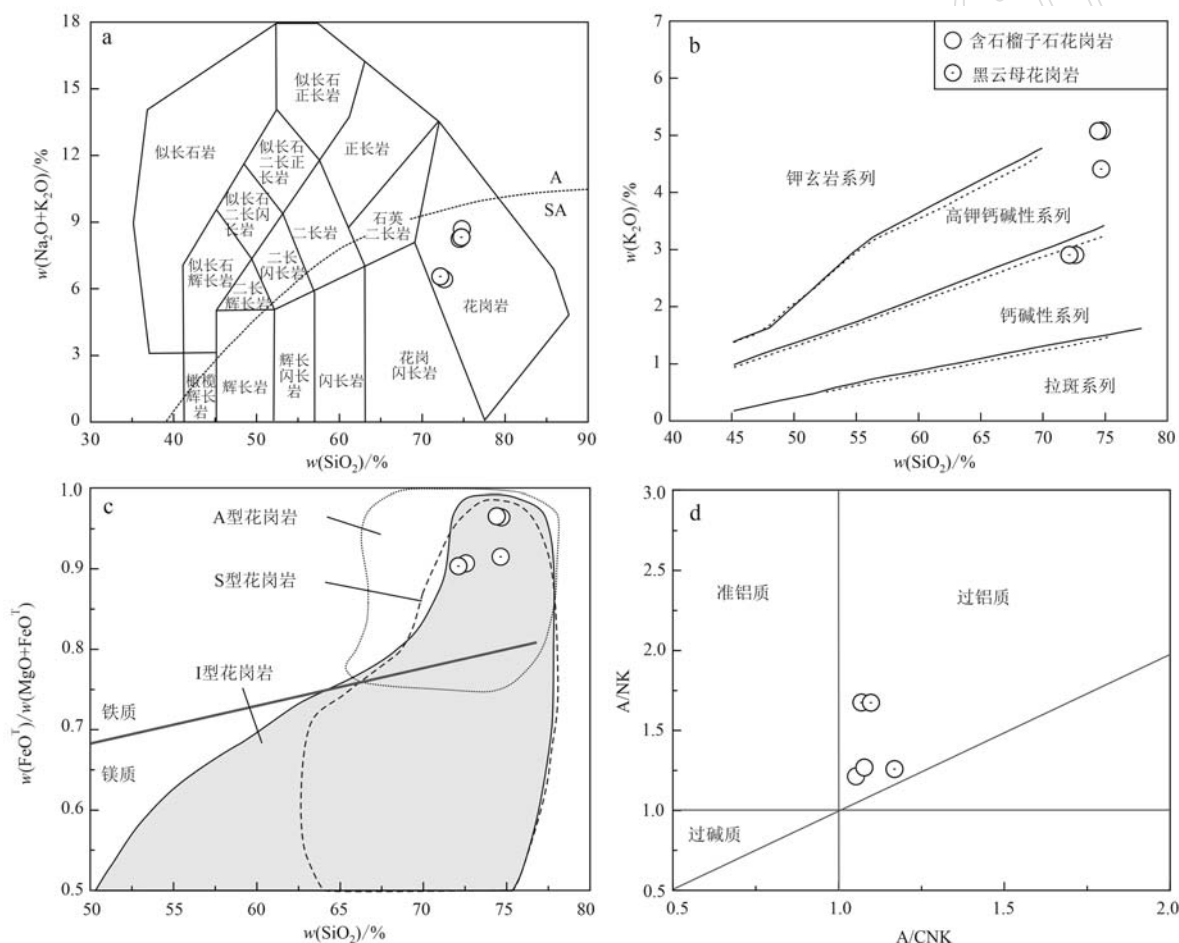 a
18
15
12
9
6
3
0
w(Na₂O+K₂O)/%
似长石
正长岩
似长石岩
似长石
二长正
长岩
正长岩
A
SA
似长石
二长闪
长岩
二长岩
石英
二长岩
似长石
辉长岩
二长
闪长岩
二长
辉长岩
花岗岩
橄榄
辉长
岩
辉长岩
辉长
闪长
岩
闪长岩
花岗
闪长岩
30 40 50 60 70 80 90
w(SiO₂)/%
b
7
6
5
4
3
2
1
0
w(K₂O)/%
含石榴子石花岗岩
黑云母花岗岩
钾玄岩系列
高钾钙碱性系列
钙碱性系列
拉斑系列
40 45 50 55 60 65 70 75 80
w(SiO₂)/%
c
1.0
0.9
0.8
0.7
0.6
0.5
w(FeOᵀ)/w(MgO+FeOᵀ)
A型花岗岩
S型花岗岩
I型花岗岩
铁质
镁质
50 55 60 65 70 75 80
w(SiO₂)/%
d
3.0
2.5
2.0
1.5
1.0
0.5
A/NK
准铝质
过铝质
过碱质
0.5 1.0 1.5 2.0
A/CNK